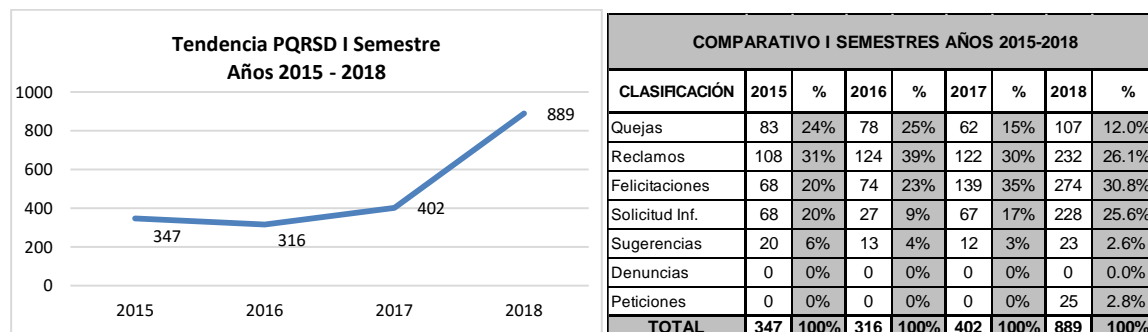 Tendencia PQRSD I Semestre
Años 2015 - 2018
1000
800
600
400
200
0
889
402
347
316
2015 2016 2017 2018
COMPARATIVO I SEMESTRES AÑOS 2015-2018
CLASIFICACIÓN 2015 % 2016 % 2017 % 2018 %
Quejas 83 24% 78 25% 62 15% 107 12.0%
Reclamos 108 31% 124 39% 122 30% 232 26.1%
Felicitaciones 68 20% 74 23% 139 35% 274 30.8%
Solicitud Inf. 68 20% 27 9% 67 17% 228 25.6%
Sugerencias 20 6% 13 4% 12 3% 23 2.6%
Denuncias 0 0% 0 0% 0 0% 0 0.0%
Peticiones 0 0% 0 0% 0 0% 25 2.8%
TOTAL 347 100% 316 100% 402 100% 889 100%